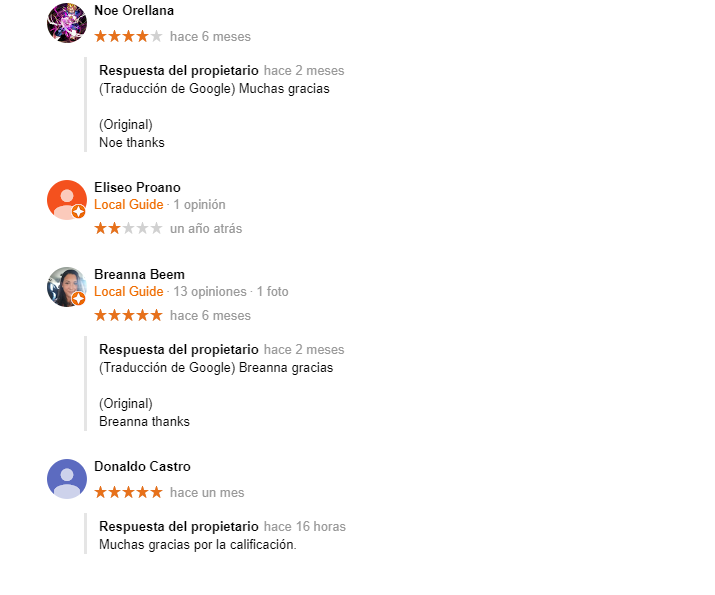 Noe Orellana
hace 6 meses
Respuesta del propietario hace 2 meses
(Traducción de Google) Muchas gracias
(Original)
Noe thanks
Eliseo Proano
Local Guide · 1 opinión
un año atrás
Breanna Beem
Local Guide · 13 opiniones · 1 foto
hace 6 meses
Respuesta del propietario hace 2 meses
(Traducción de Google) Breanna gracias
(Original)
Breanna thanks
Donaldo Castro
hace un mes
Respuesta del propietario hace 16 horas
Muchas gracias por la calificación.